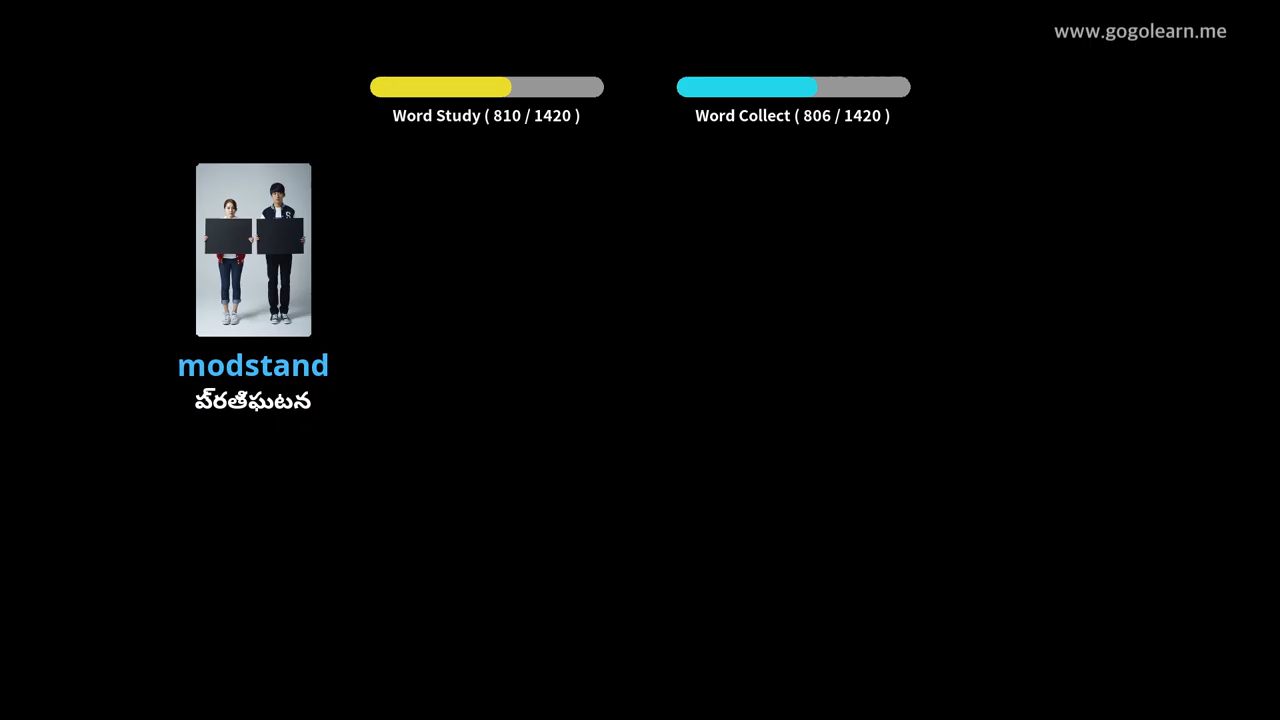 www.gogolearn.me
Word Study ( 810 / 1420 )
Word Collect ( 806 / 1420 )
modstand
ప్రతిఘటన